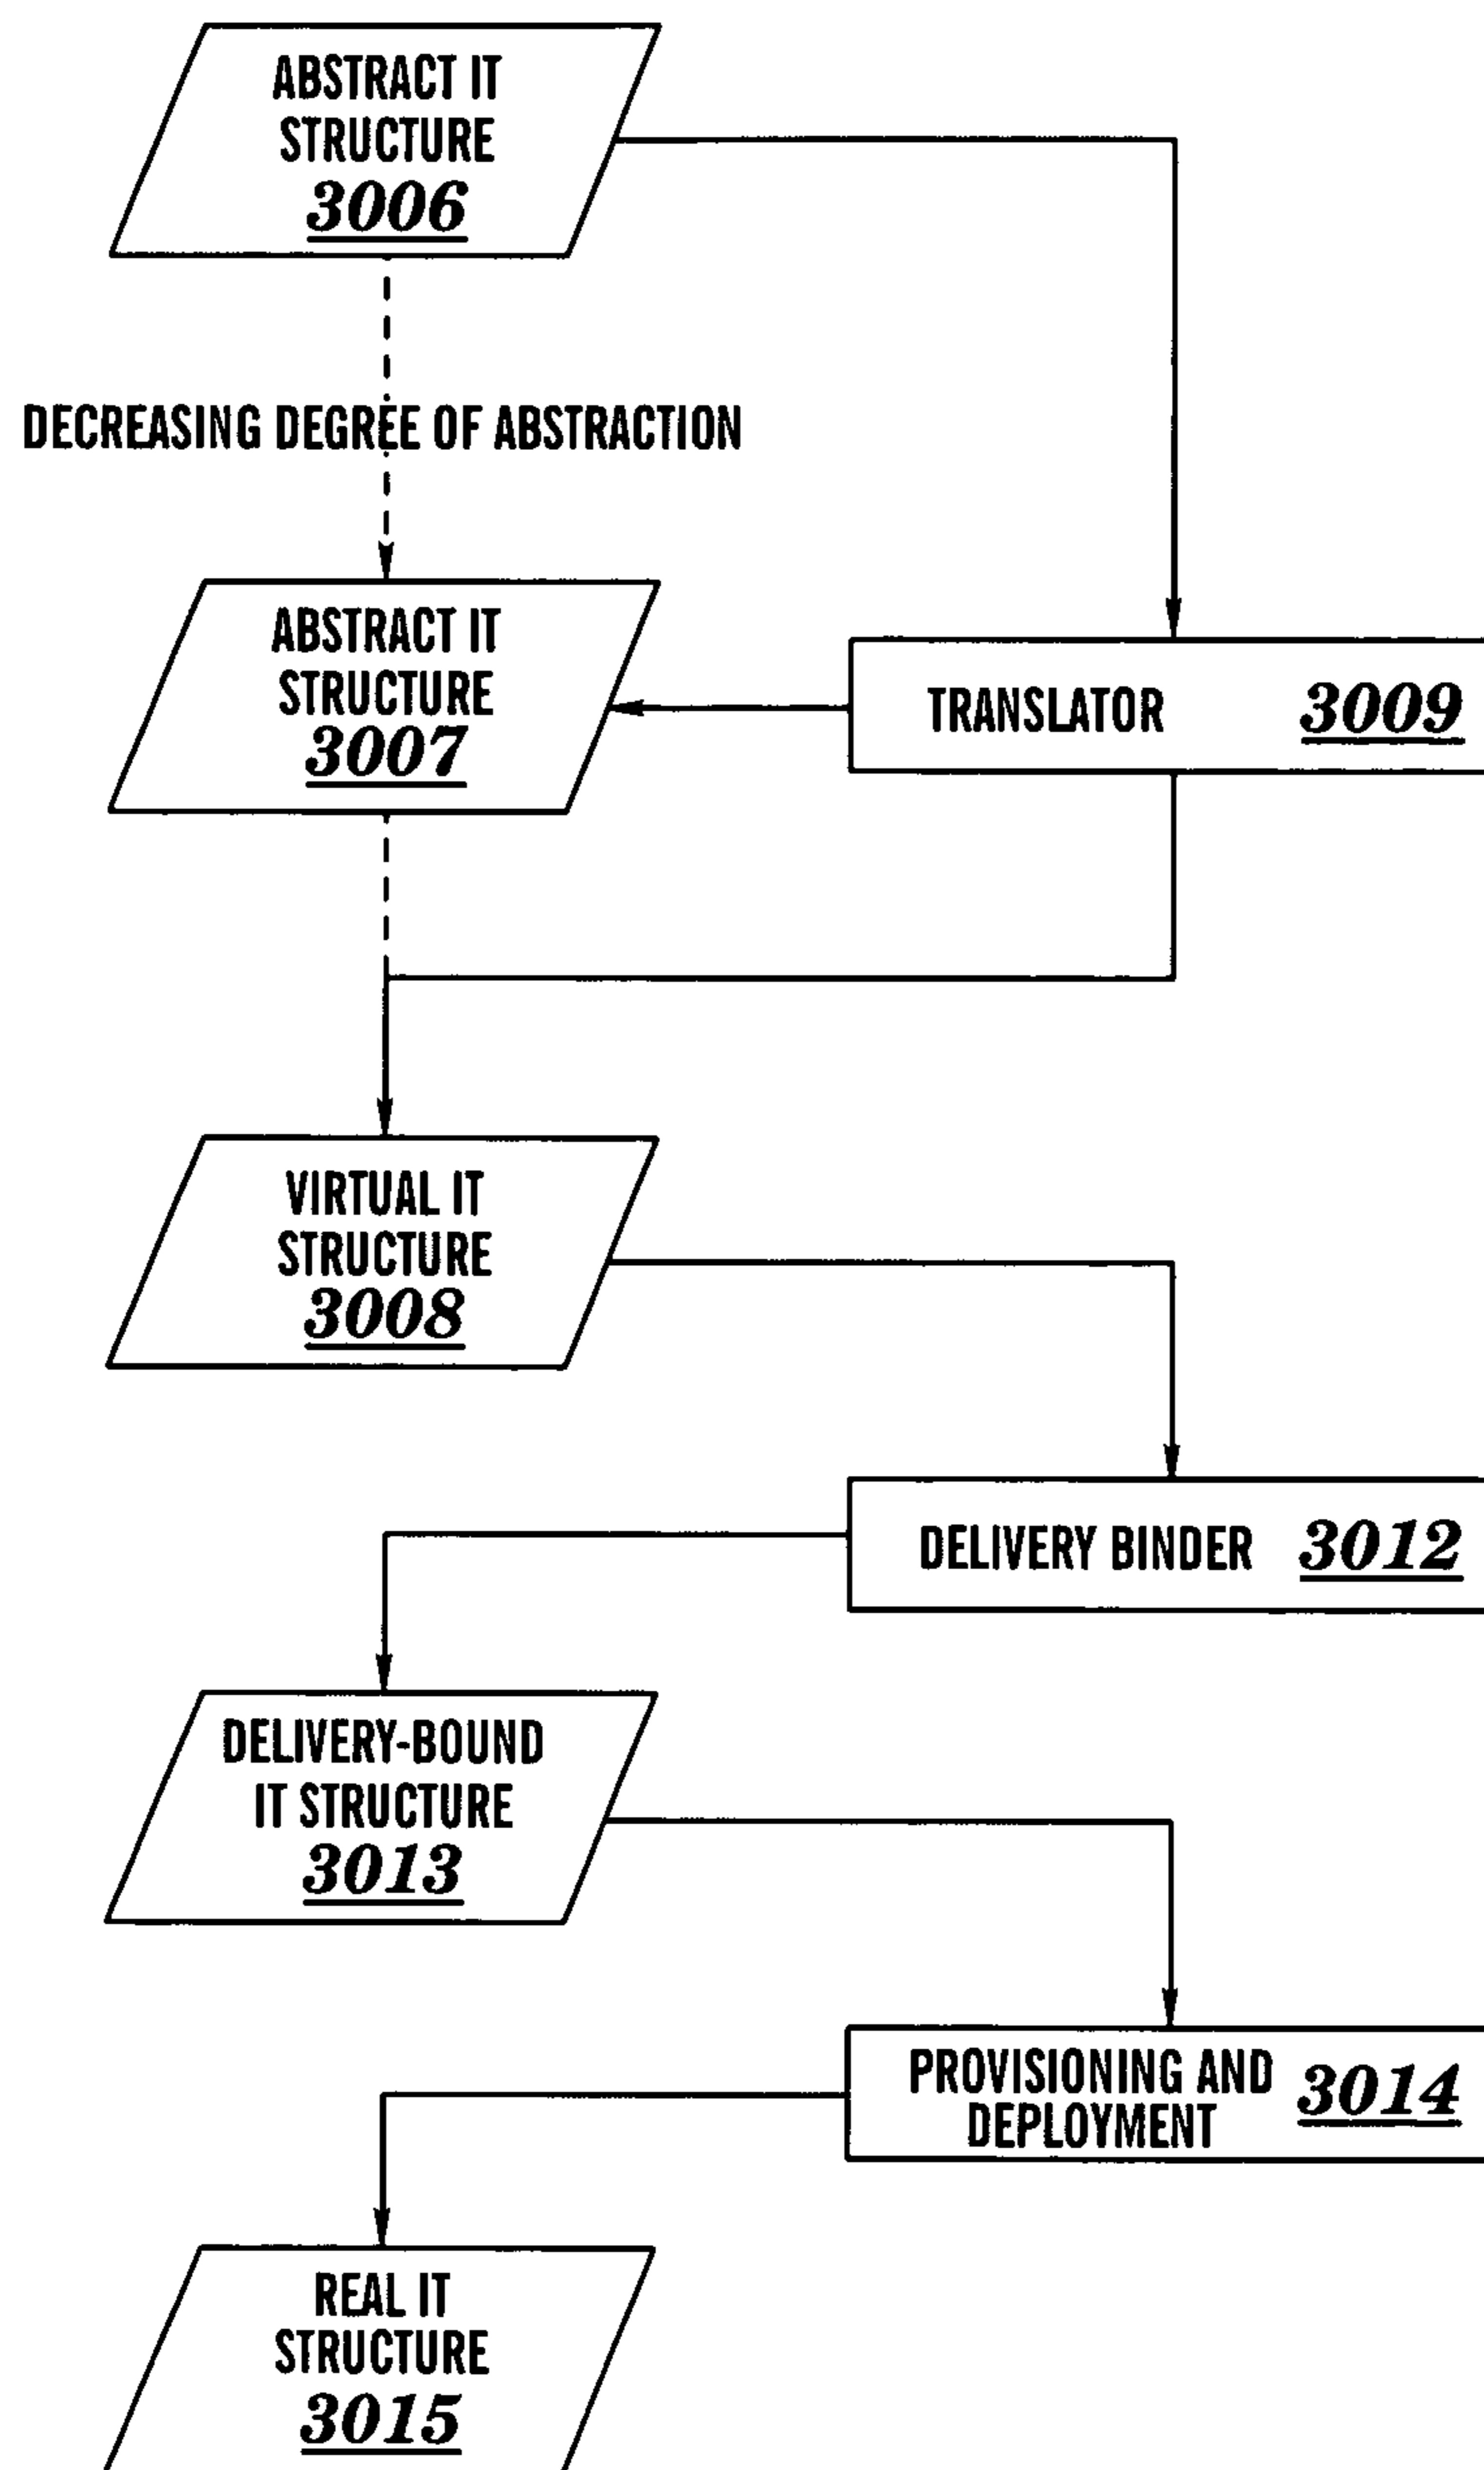 ABSTRACT IT
STRUCTURE
3006
DECREASING DEGREE OF ABSTRACTION
ABSTRACT IT
STRUCTURE
3007
TRANSLATOR 3009
VIRTUAL IT
STRUCTURE
3008
DELIVERY BINDER 3012
DELIVERY-BOUND
IT STRUCTURE
3013
PROVISIONING AND
DEPLOYMENT
3014
REAL IT
STRUCTURE
3015